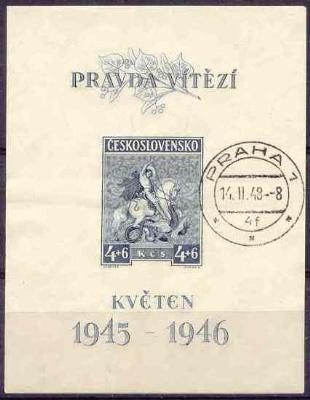 PRAVDA VÍTĚZÍ
ČESKOSLOVENSKO
4+6 KČS 4+6
PRAHA 1
14.II.48.-8
4f
KVĚTEN
1945 - 1946